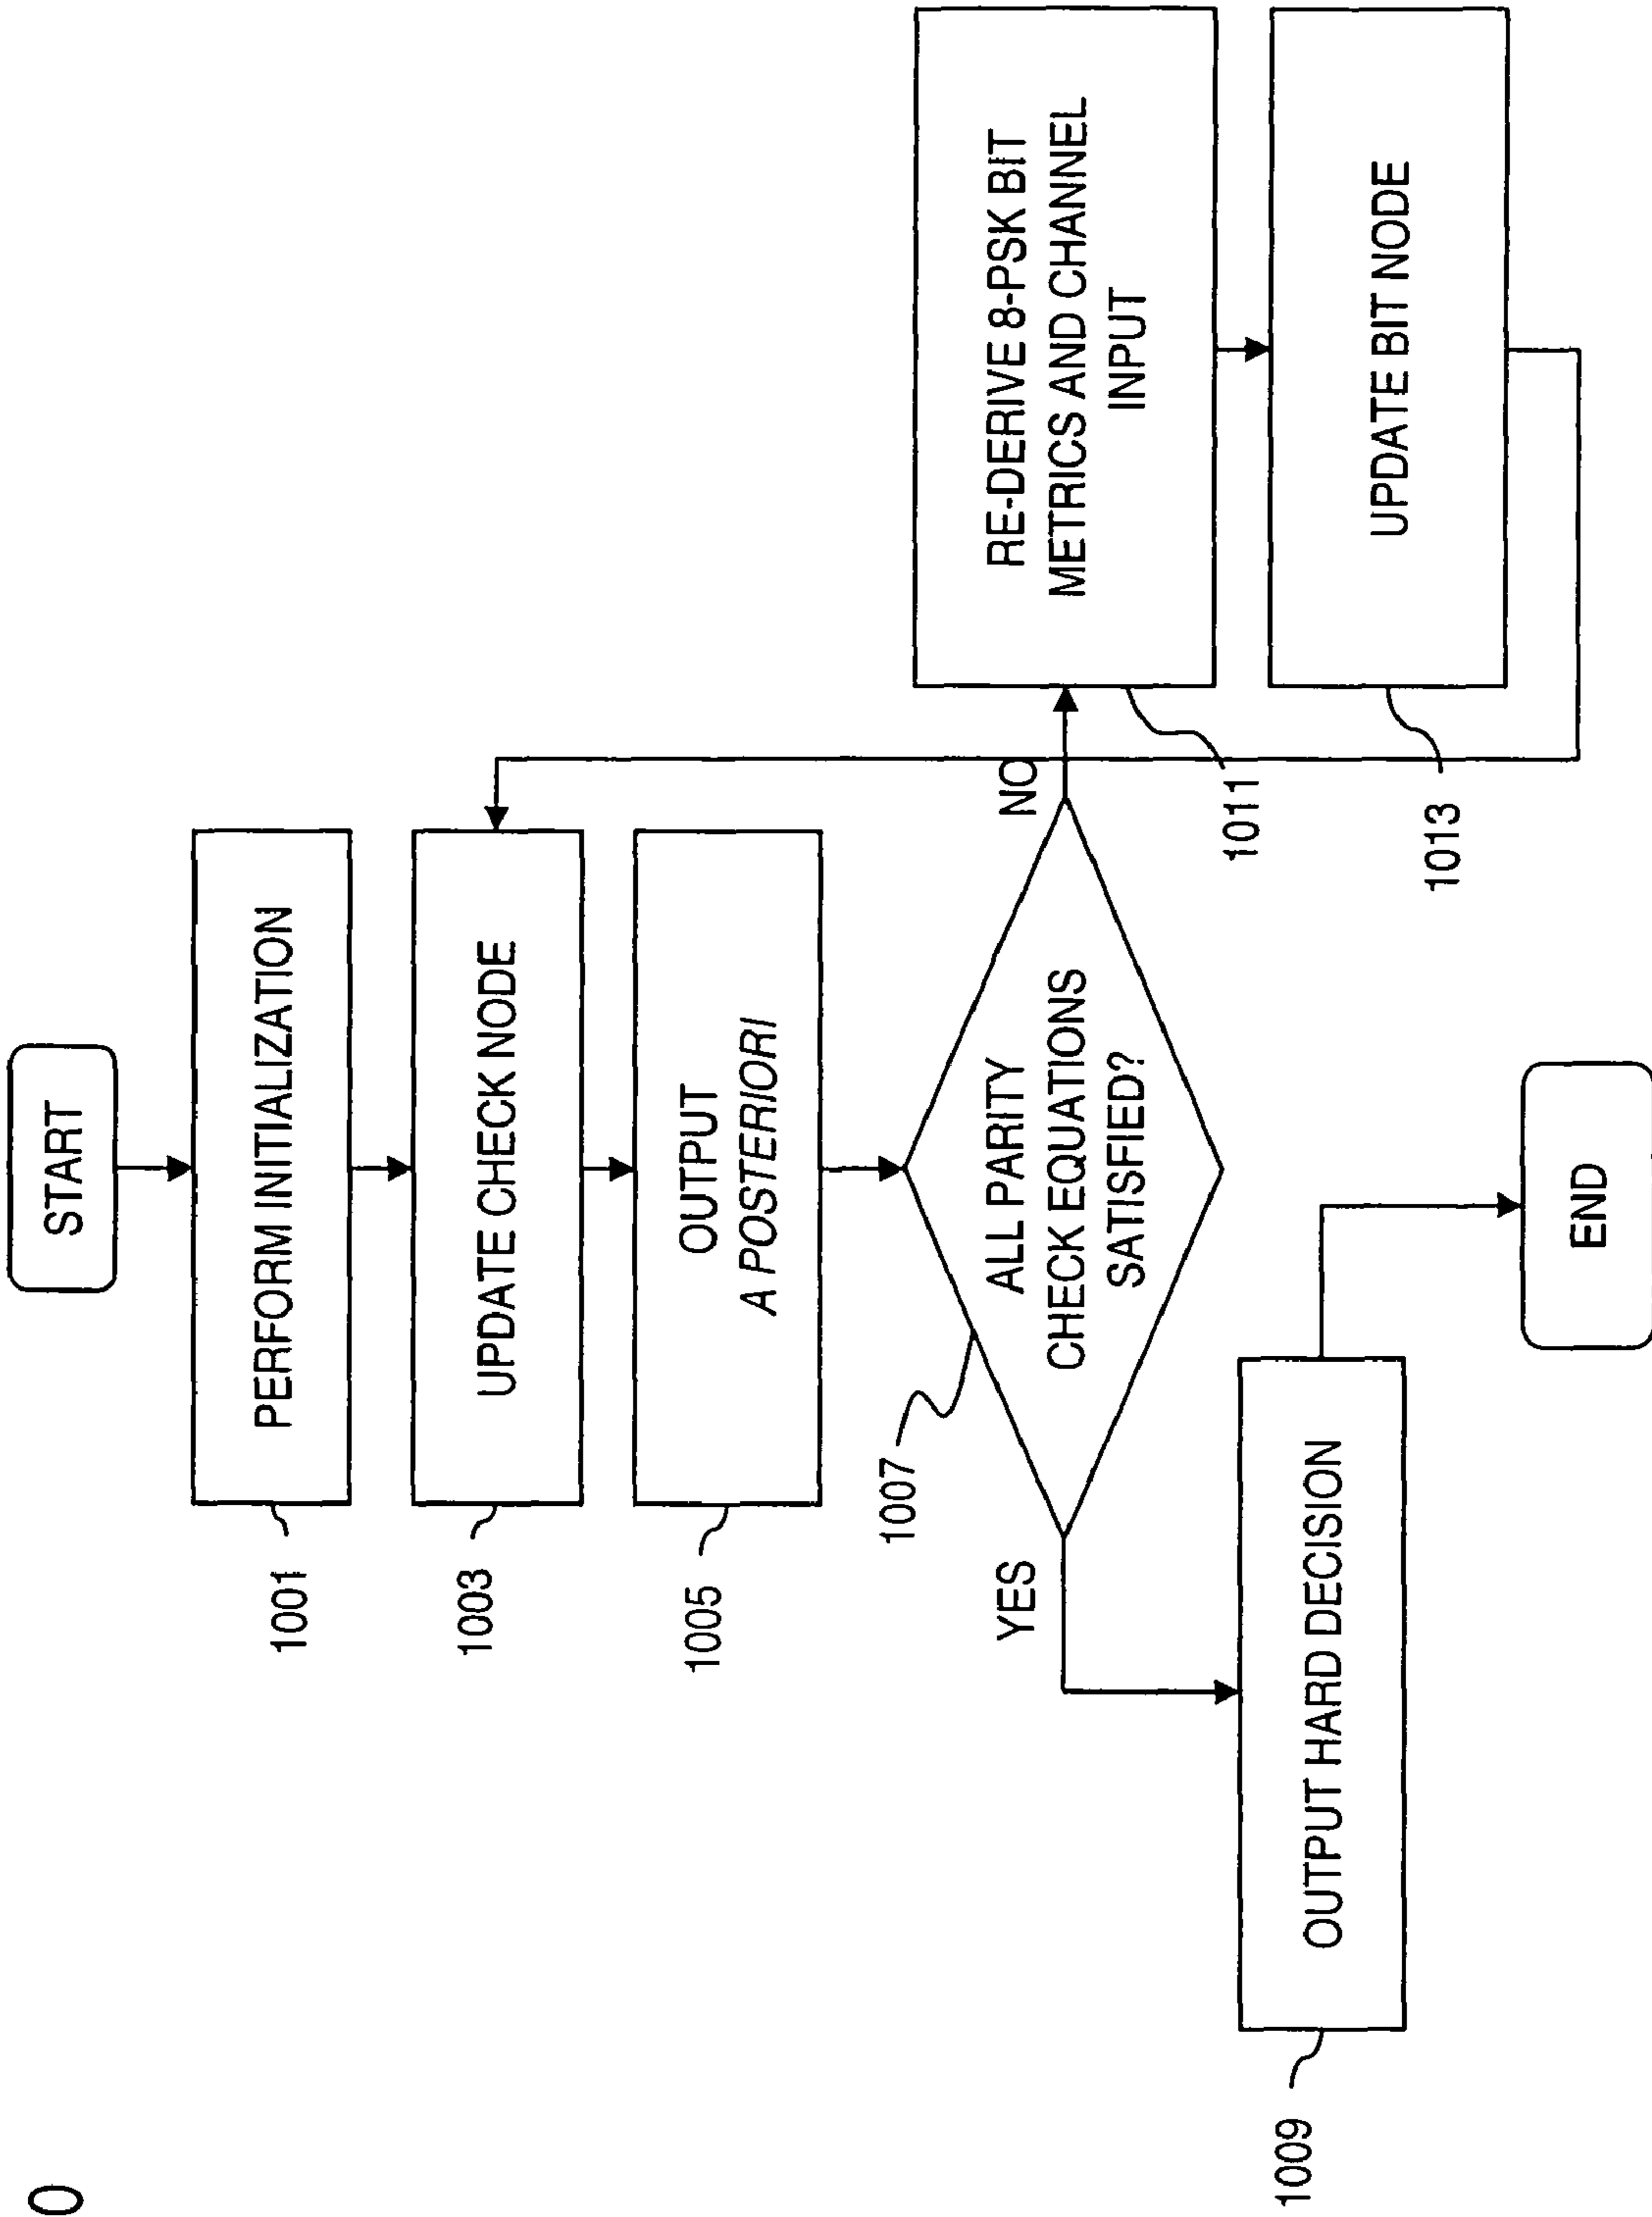 0
START
PERFORM INITIALIZATION
1001
UPDATE CHECK NODE
1003
OUTPUT
A POSTERIORI
1005
ALL PARITY
CHECK EQUATIONS
SATISFIED?
1007
YES
NO
RE-DERIVE 8-PSK BIT
METRICS AND CHANNEL
INPUT
1011
UPDATE BIT NODE
1013
OUTPUT HARD DECISION
1009
END